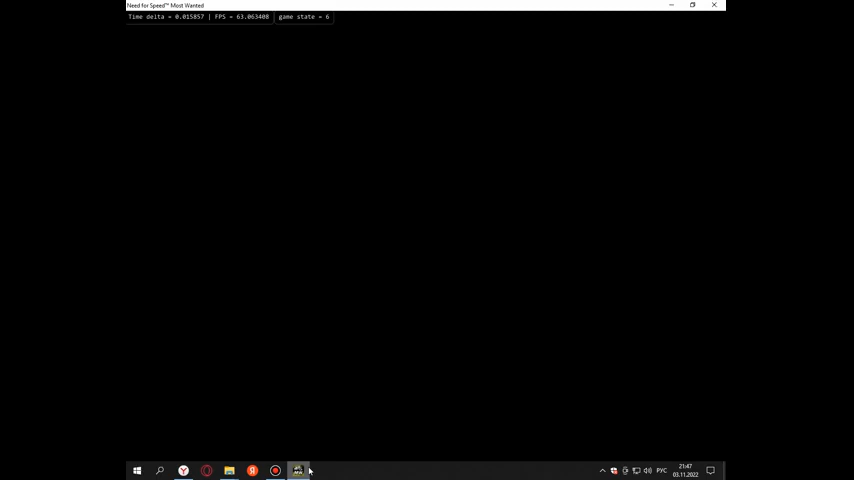 Need for Speed™ Most Wanted
Time delta = 0.015857 | FPS = 63.063408
game state = 6
РУС
21:47
03.11.2022